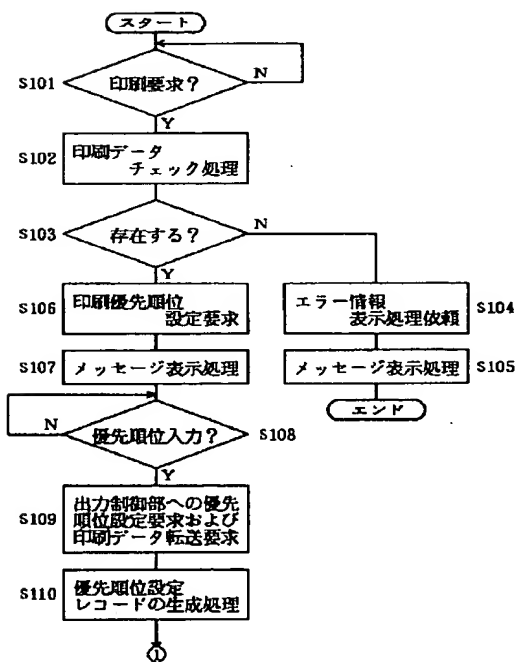 スタート
S101
印刷要求？
N
Y
S102
印刷データ
チェック処理
S103
存在する？
N
Y
S106
印刷優先順位
設定要求
エラー情報
表示処理依頼
S104
S107
メッセージ表示処理
メッセージ表示処理
S105
エンド
N
優先順位入力？
S108
Y
S109
出力制御部への優先
順位設定要求および
印刷データ転送要求
S110
優先順位設定
レコードの生成処理
①